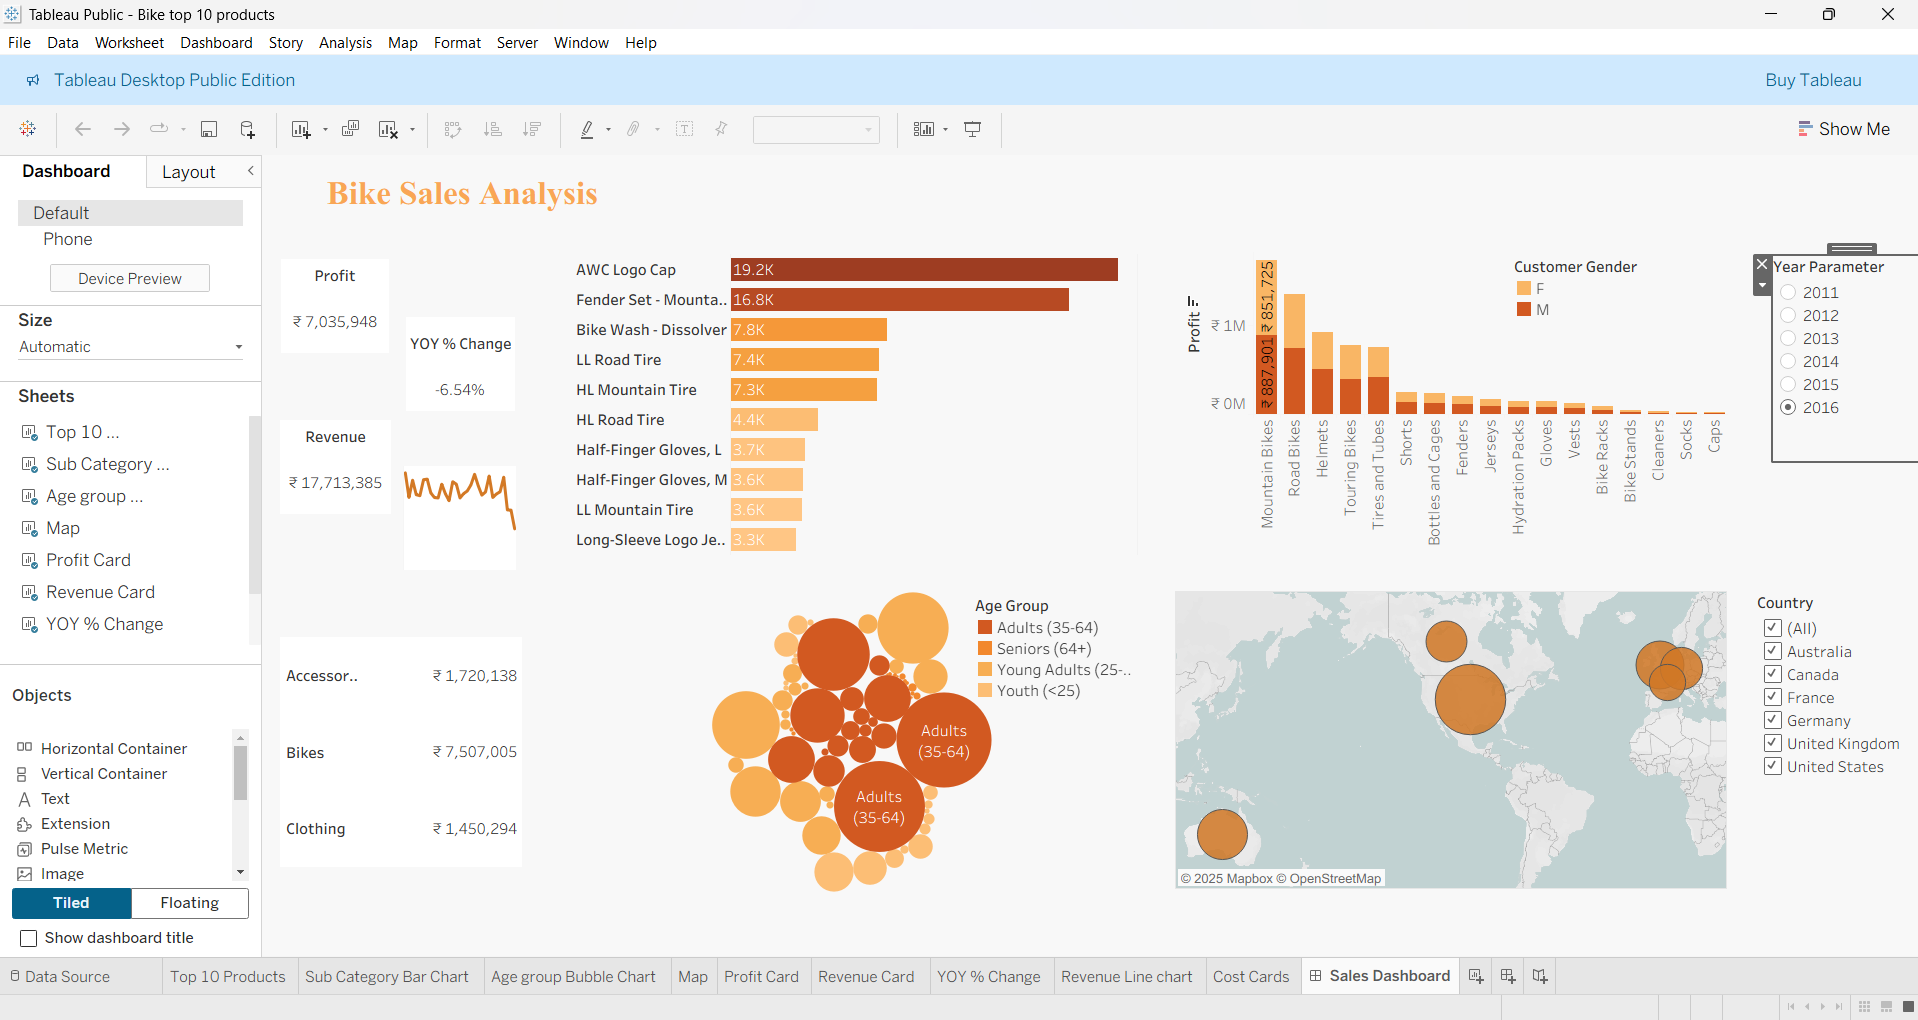 Tableau Public - Bike top 10 products
File Data Worksheet Dashboard Story Analysis Map Format Server Window Help
Tableau Desktop Public Edition
Buy Tableau
Show Me
Dashboard
Layout
Default
Phone
Device Preview
Size
Automatic
Sheets
Top 10 ...
Sub Category ...
Age group ...
Map
Profit Card
Revenue Card
YOY % Change
Objects
Horizontal Container
Vertical Container
Text
Extension
Pulse Metric
Image
Tiled
Floating
Show dashboard title
Bike Sales Analysis
Profit
₹ 7,035,948
YOY % Change
-6.54%
Revenue
₹ 17,713,385
Accessor.. ₹ 1,720,138
Bikes ₹ 7,507,005
Clothing ₹ 1,450,294
AWC Logo Cap 19.2K
Fender Set - Mounta.. 16.8K
Bike Wash - Dissolver 7.8K
LL Road Tire 7.4K
HL Mountain Tire 7.3K
HL Road Tire 4.4K
Half-Finger Gloves, L 3.7K
Half-Finger Gloves, M 3.6K
LL Mountain Tire 3.6K
Long-Sleeve Logo Je.. 3.3K
Adults
(35-64)
Adults
(35-64)
Age Group
Adults (35-64)
Seniors (64+)
Young Adults (25-..
Youth (<25)
Profit
₹ 1M
₹ 0M
₹ 851,725
₹ 887,901
Mountain Bikes
Road Bikes
Helmets
Touring Bikes
Tires and Tubes
Shorts
Bottles and Cages
Fenders
Jerseys
Hydration Packs
Gloves
Vests
Bike Racks
Bike Stands
Cleaners
Socks
Caps
Customer Gender
F
M
Year Parameter
2011
2012
2013
2014
2015
2016
© 2025 Mapbox © OpenStreetMap
Country
(All)
Australia
Canada
France
Germany
United Kingdom
United States
Data Source
Top 10 Products
Sub Category Bar Chart
Age group Bubble Chart
Map
Profit Card
Revenue Card
YOY % Change
Revenue Line chart
Cost Cards
Sales Dashboard